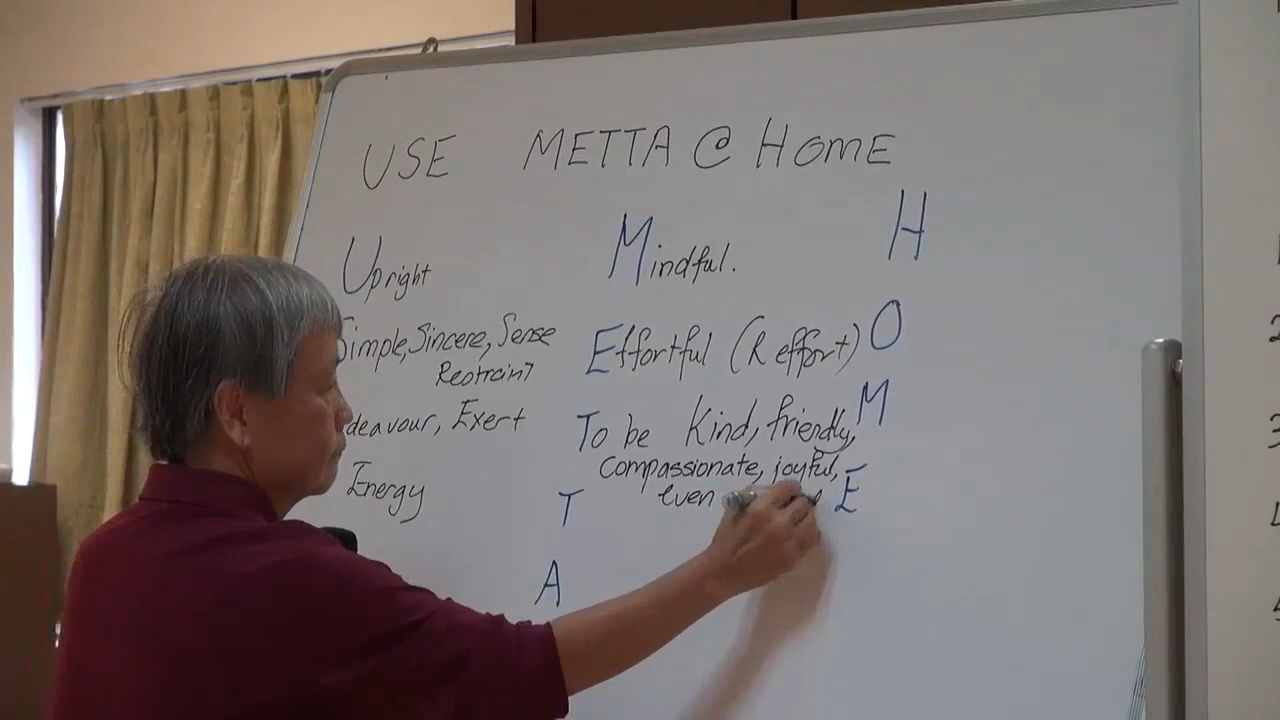 USE METTA @ HOME
Upright
Simple, Sincere, Sense
Restraint
deavour, Exert
Energy
Mindful.
Effortful (R effort)
To be Kind, friendly,
compassionate, joyful,
even
T
A
H
O
M
E